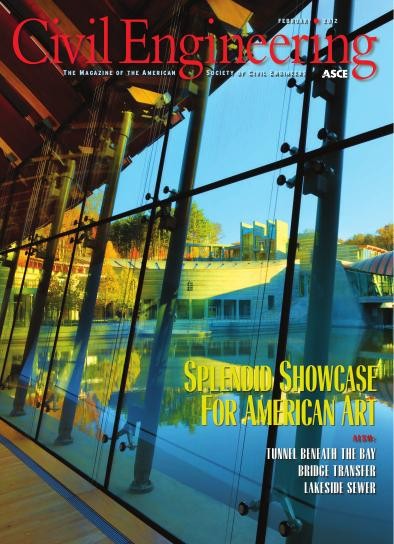 FEBRUARY 2012
Civil Engineering
THE MAGAZINE OF THE AMERICAN SOCIETY OF CIVIL ENGINEERS
ASCE
SPLENDID SHOWCASE
FOR AMERICAN ART
ALSO:
TUNNEL BENEATH THE BAY
BRIDGE TRANSFER
LAKESIDE SEWER